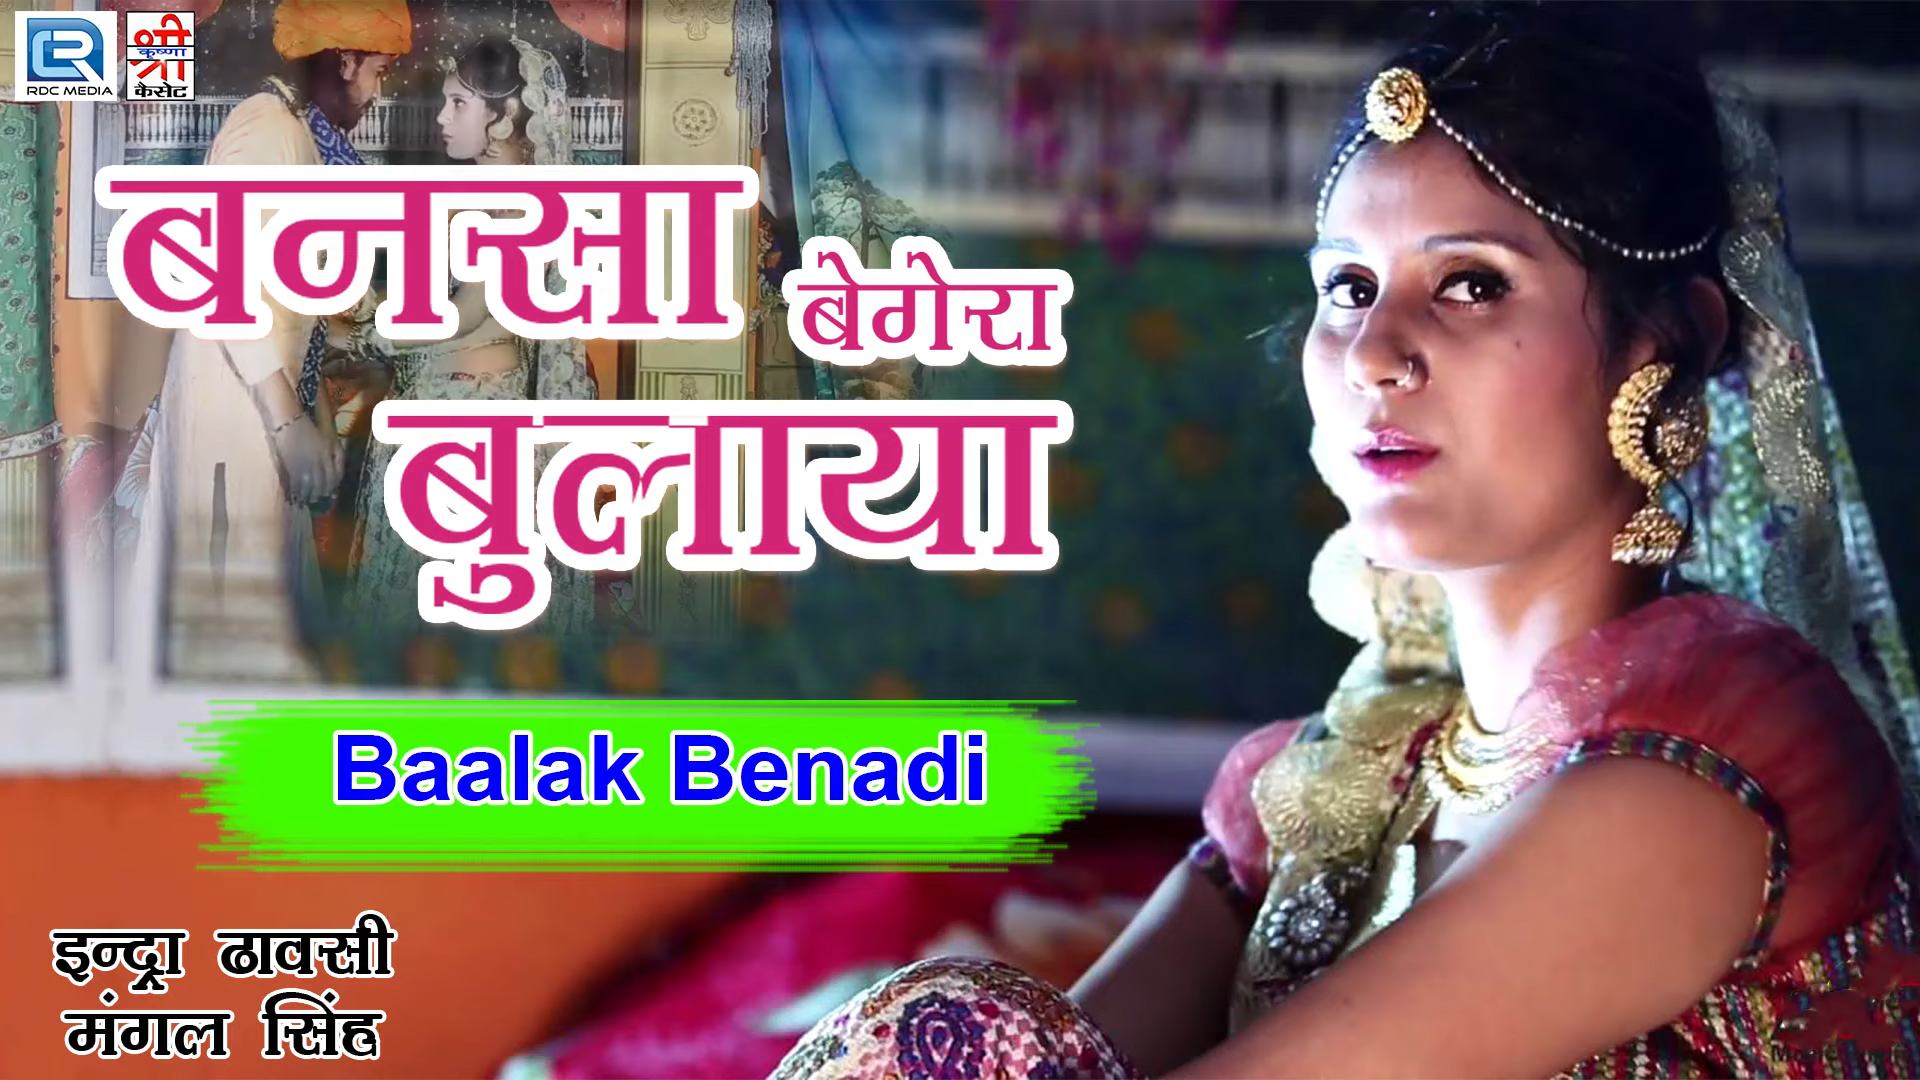 RDC MEDIA
श्री
कृष्णा
कैसेट
बनसा बेगेरा
बुलाया
Baalak Benadi
इन्द्रा ढावसी
मंगल सिंह